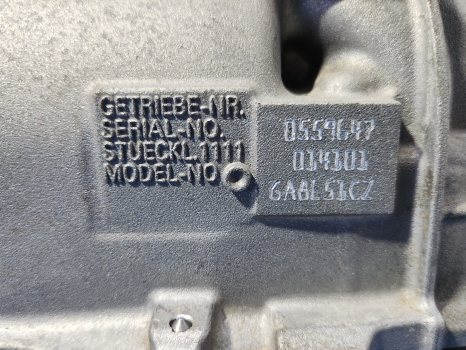 GETRIEBE-NR.
SERIAL-NO.
STUECKL.1111
MODEL-NO
0559647
014101
6A8L51CZ